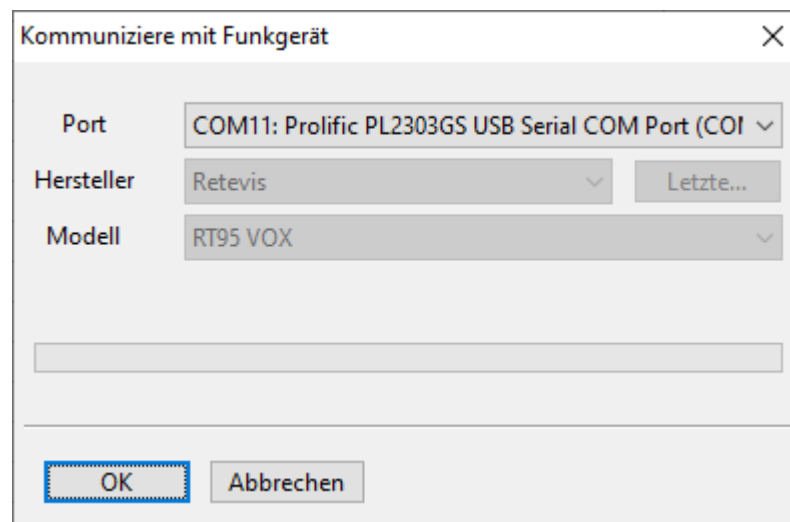 Kommuniziere mit Funkgerät
Port COM11: Prolific PL2303GS USB Serial COM Port (COM
Hersteller Retevis Letzte...
Modell RT95 VOX
OK Abbrechen